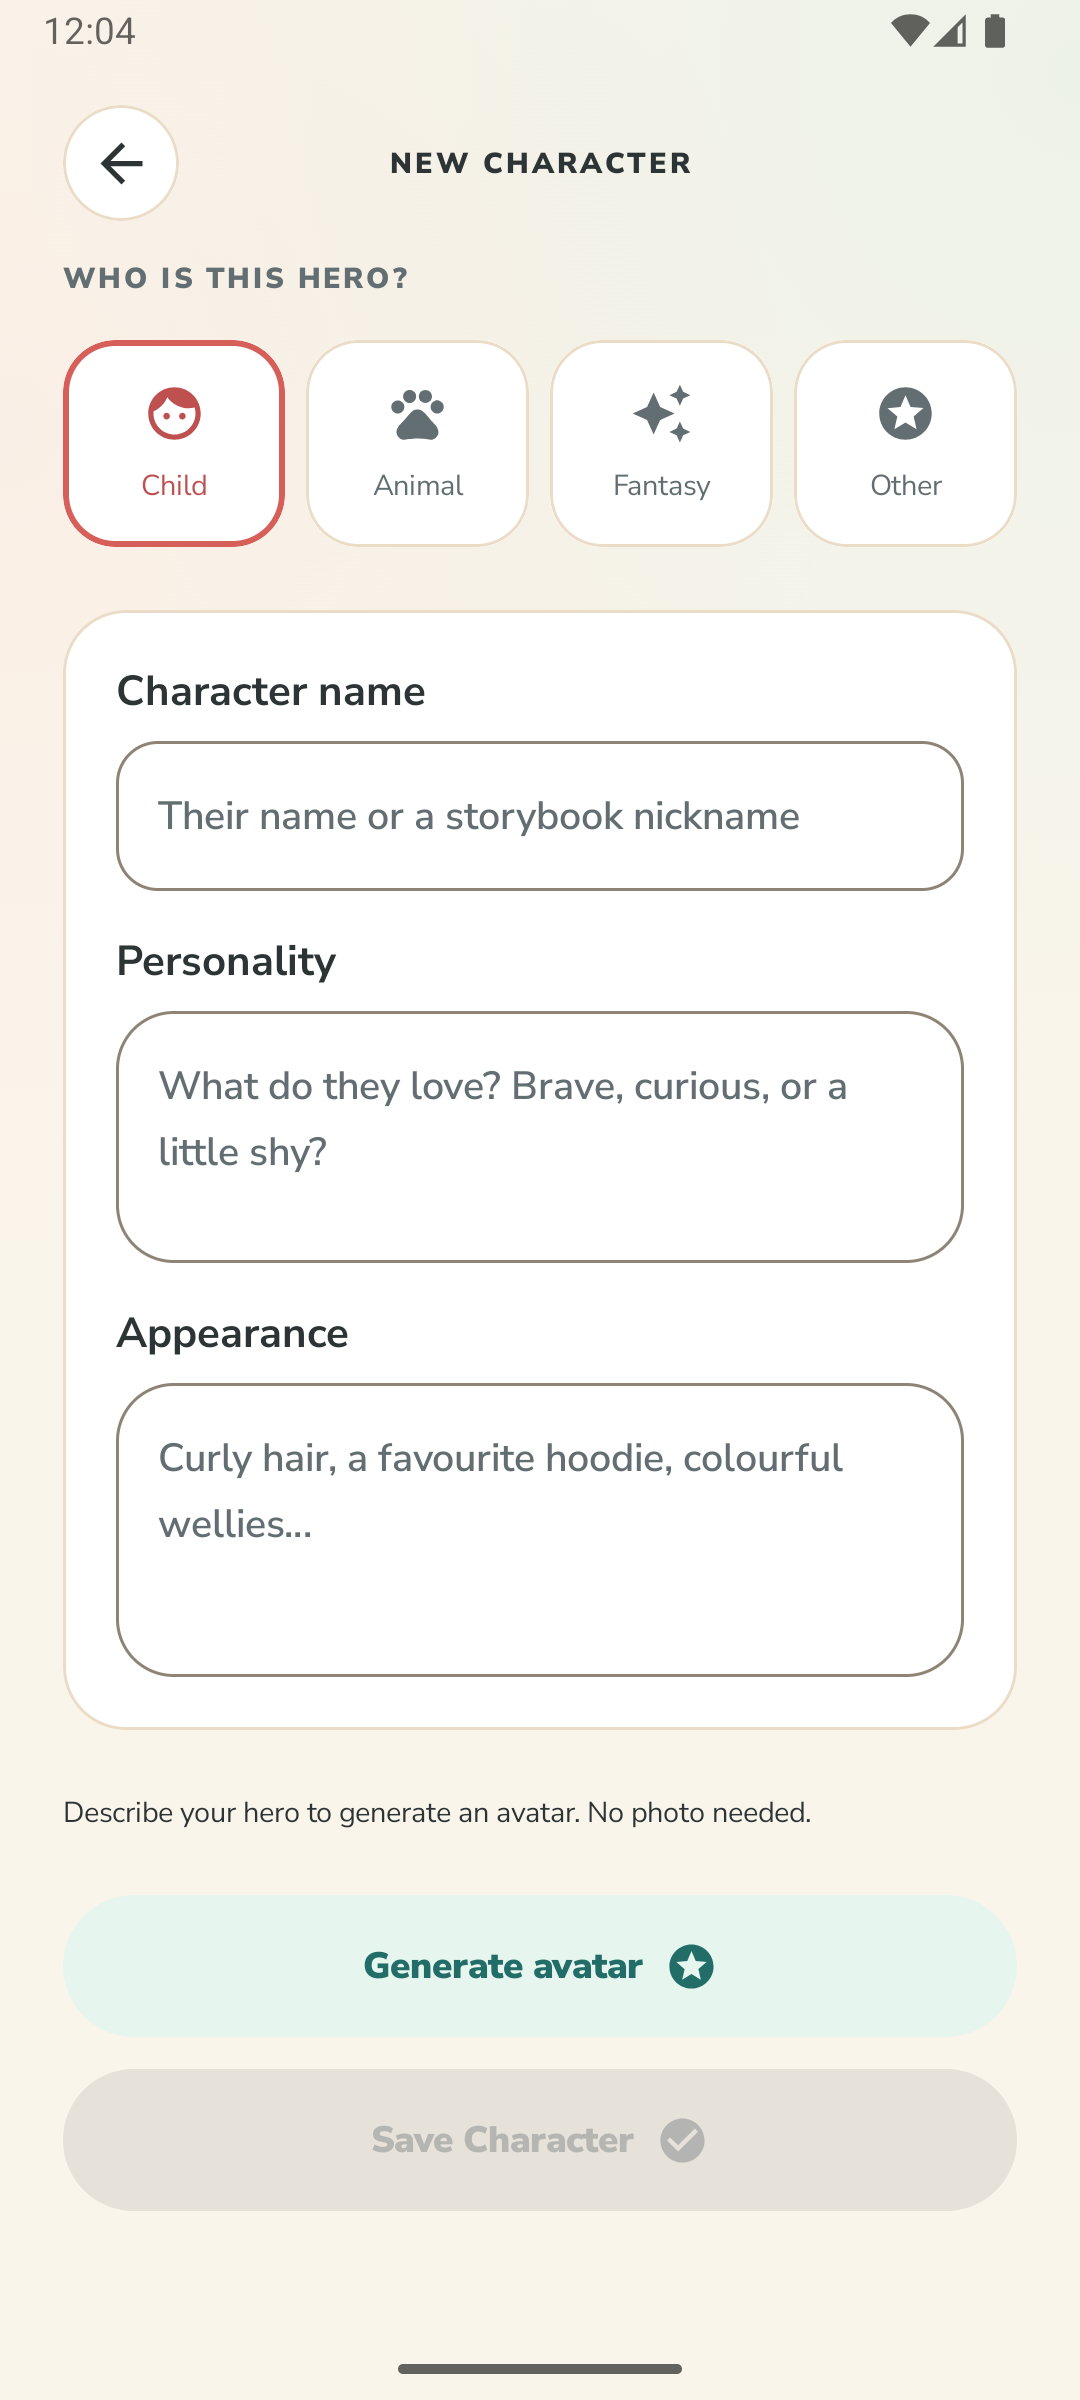 12:04
NEW CHARACTER
WHO IS THIS HERO?
Child
Animal
Fantasy
Other
Character name
Their name or a storybook nickname
Personality
What do they love? Brave, curious, or a
little shy?
Appearance
Curly hair, a favourite hoodie, colourful
wellies...
Describe your hero to generate an avatar. No photo needed.
Generate avatar
Save Character